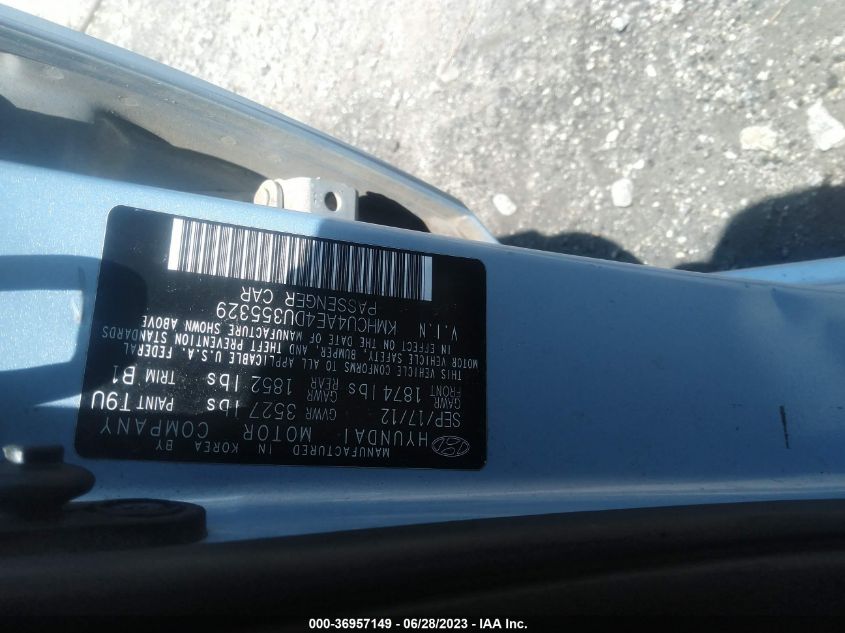 MANUFACTURED IN KOREA BY
HYUNDAI MOTOR COMPANY
SEP/17/12 GVWR 3527 lbs PAINT T9U
GAWR FRONT 1874 lbs GAWR REAR 1852 lbs TRIM B1
THIS VEHICLE CONFORMS TO ALL APPLICABLE U.S.A. FEDERAL
MOTOR VEHICLE SAFETY, BUMPER, AND THEFT PREVENTION STANDARDS
IN EFFECT ON THE DATE OF MANUFACTURE SHOWN ABOVE
V.I.N KMHCU4AE4DU355329
PASSENGER CAR
000-36957149 - 06/28/2023 - IAA Inc.